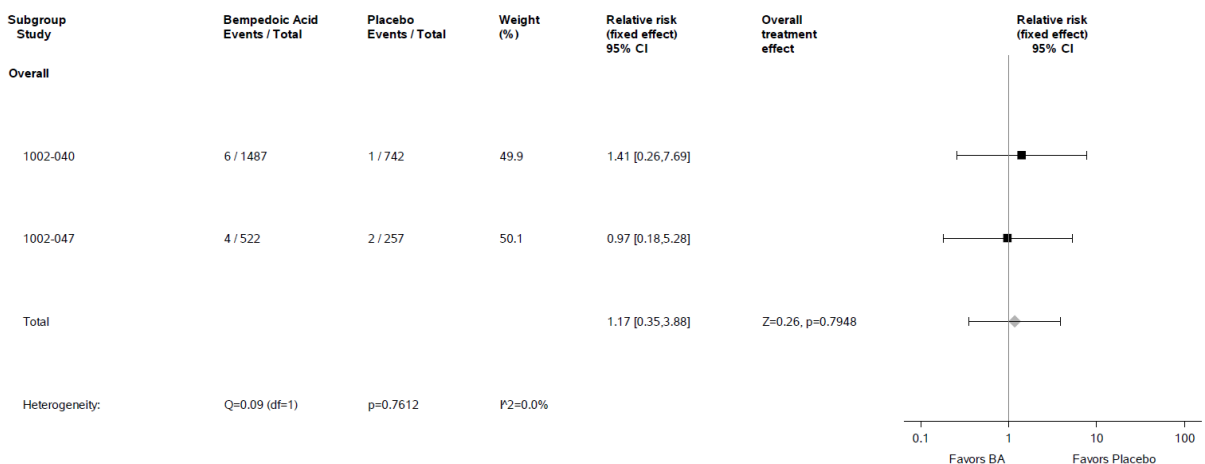 Subgroup Bempedoic Acid Placebo Weight Relative risk Overall Relative risk
Study Events / Total Events / Total (%) (fixed effect) treatment (fixed effect)
95% CI effect 95% CI
Overall
1002-040 6 / 1487 1 / 742 49.9 1.41 [0.26,7.69]
1002-047 4 / 522 2 / 257 50.1 0.97 [0.18,5.28]
Total 1.17 [0.35,3.88] Z=0.26, p=0.7948
Heterogeneity: Q=0.09 (df=1) p=0.7612 I^2=0.0%
0.1 1 10 100
Favors BA Favors Placebo